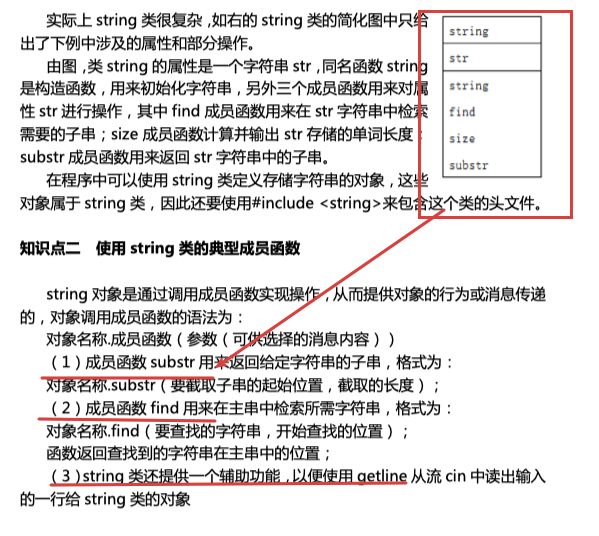 实际上 string 类很复杂,如右的 string 类的简化图中只给
出了下例中涉及的属性和部分操作。
由图,类 string 的属性是一个字符串 str,同名函数 string
是构造函数,用来初始化字符串,另外三个成员函数用来对属
性 str 进行操作,其中 find 成员函数用来在 str 字符串中检索
需要的子串;size 成员函数计算并输出 str 存储的单词长度;
substr 成员函数用来返回 str 字符串中的子串。
在程序中可以使用 string 类定义存储字符串的对象,这些
对象属于 string 类,因此还要使用#include <string>来包含这个类的头文件。
string
str
string
find
size
substr
知识点二 使用 string 类的典型成员函数
string 对象是通过调用成员函数实现操作,从而提供对象的行为或消息传递
的,对象调用成员函数的语法为:
对象名称.成员函数(参数(可供选择的消息内容))
(1)成员函数 substr 用来返回给定字符串的子串,格式为:
对象名称.substr(要截取子串的起始位置,截取的长度);
(2)成员函数 find 用来在主串中检索所需字符串,格式为:
对象名称.find(要查找的字符串,开始查找的位置);
函数返回查找到的字符串在主串中的位置;
(3)string 类还提供一个辅助功能,以便使用 getline 从流 cin 中读出输入
的一行给 string 类的对象